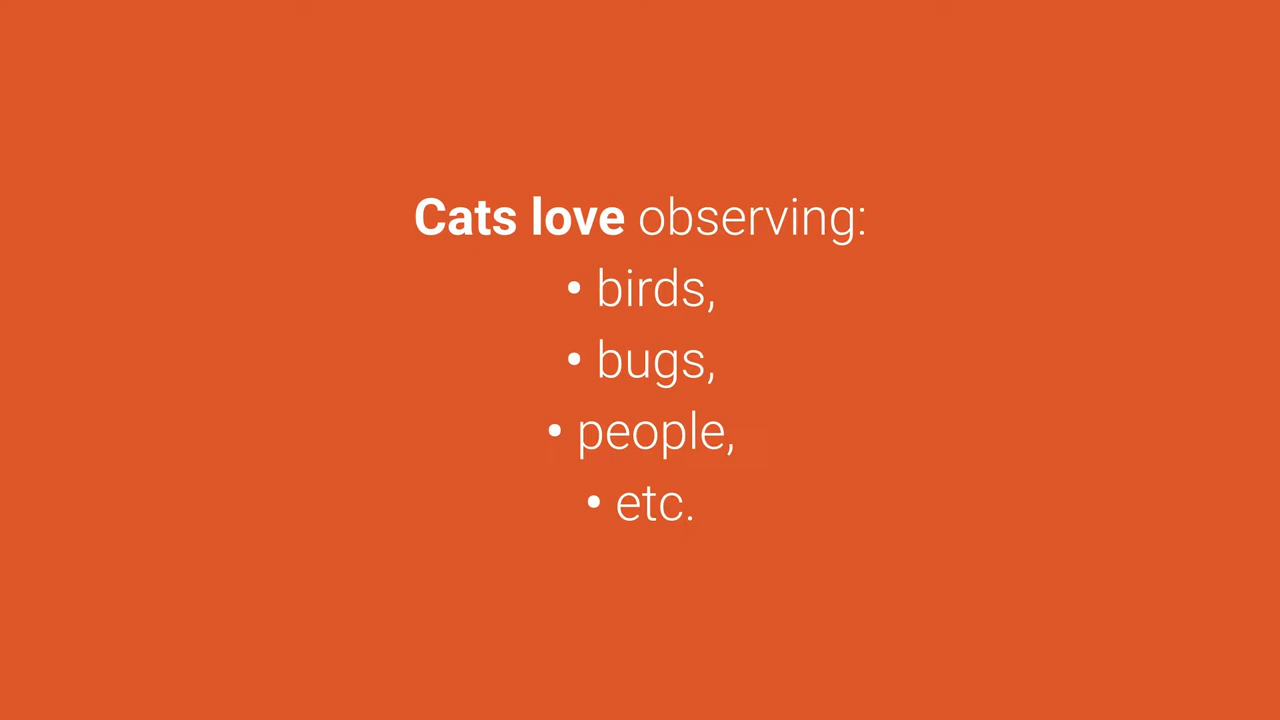 Cats love observing:
• birds,
• bugs,
• people,
• etc.